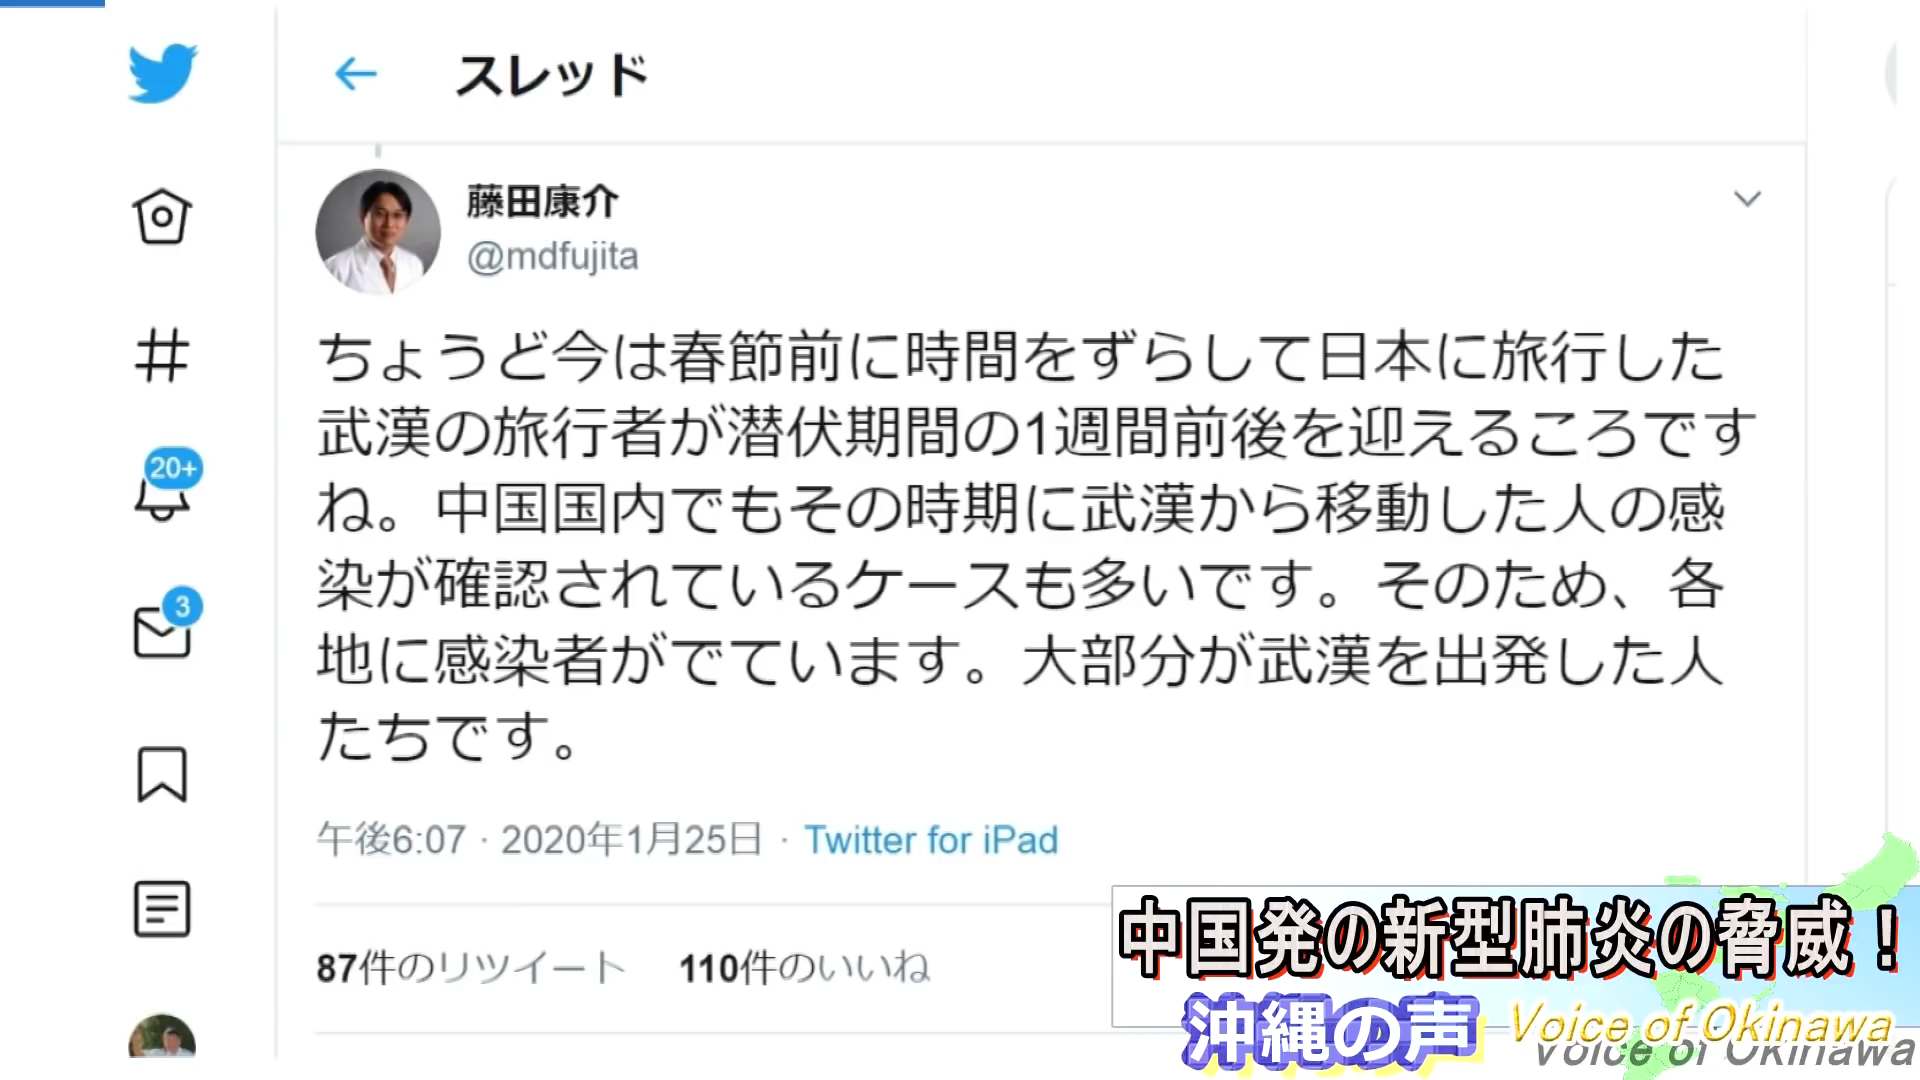 スレッド
藤田康介
@mdfujita
ちょうど今は春節前に時間をずらして日本に旅行した
武漢の旅行者が潜伏期間の1週間前後を迎えるころです
ね。中国国内でもその時期に武漢から移動した人の感
染が確認されているケースも多いです。そのため、各
地に感染者がでています。大部分が武漢を出発した人
たちです。
午後6:07 · 2020年1月25日 · Twitter for iPad
87件のリツイート 110件のいいね
20+
3
中国発の新型肺炎の脅威！
沖縄の声 Voice of Okinawa
Voice of Okinawa